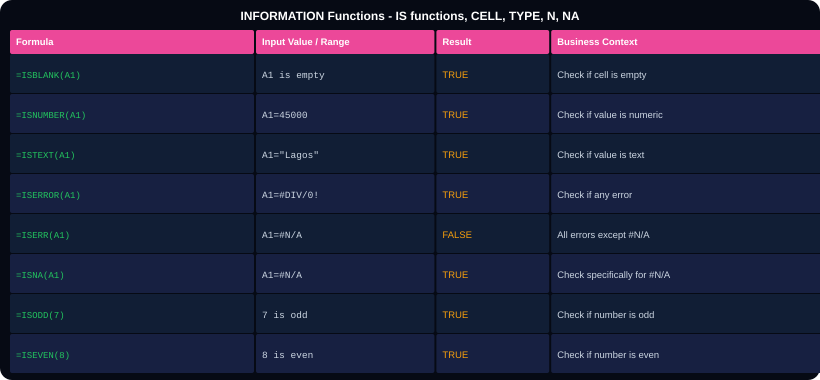 INFORMATION Functions - IS functions, CELL, TYPE, N, NA
Formula Input Value / Range Result Business Context
=ISBLANK(A1) A1 is empty TRUE Check if cell is empty
=ISNUMBER(A1) A1=45000 TRUE Check if value is numeric
=ISTEXT(A1) A1="Lagos" TRUE Check if value is text
=ISERROR(A1) A1=#DIV/0! TRUE Check if any error
=ISERR(A1) A1=#N/A FALSE All errors except #N/A
=ISNA(A1) A1=#N/A TRUE Check specifically for #N/A
=ISODD(7) 7 is odd TRUE Check if number is odd
=ISEVEN(8) 8 is even TRUE Check if number is even